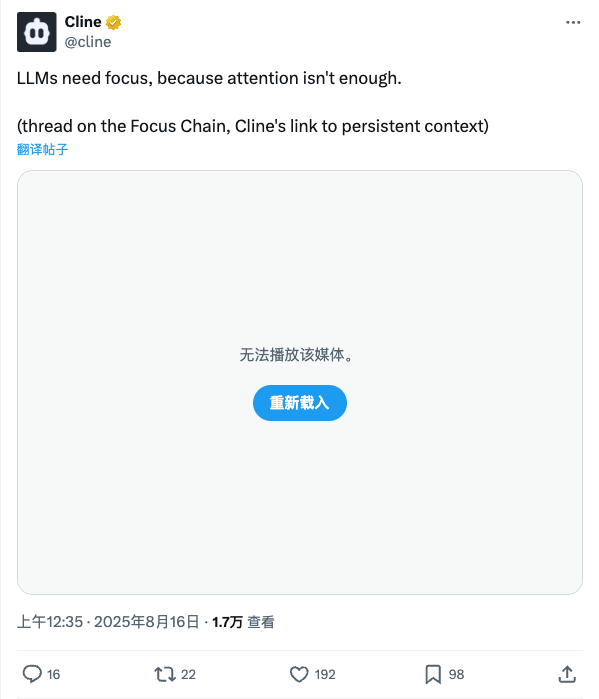 Cline
@cline
LLMs need focus, because attention isn't enough.
(thread on the Focus Chain, Cline's link to persistent context)
翻译帖子
无法播放该媒体。
重新载入
上午12:35 · 2025年8月16日 · 1.7万 查看
16 22 192 98